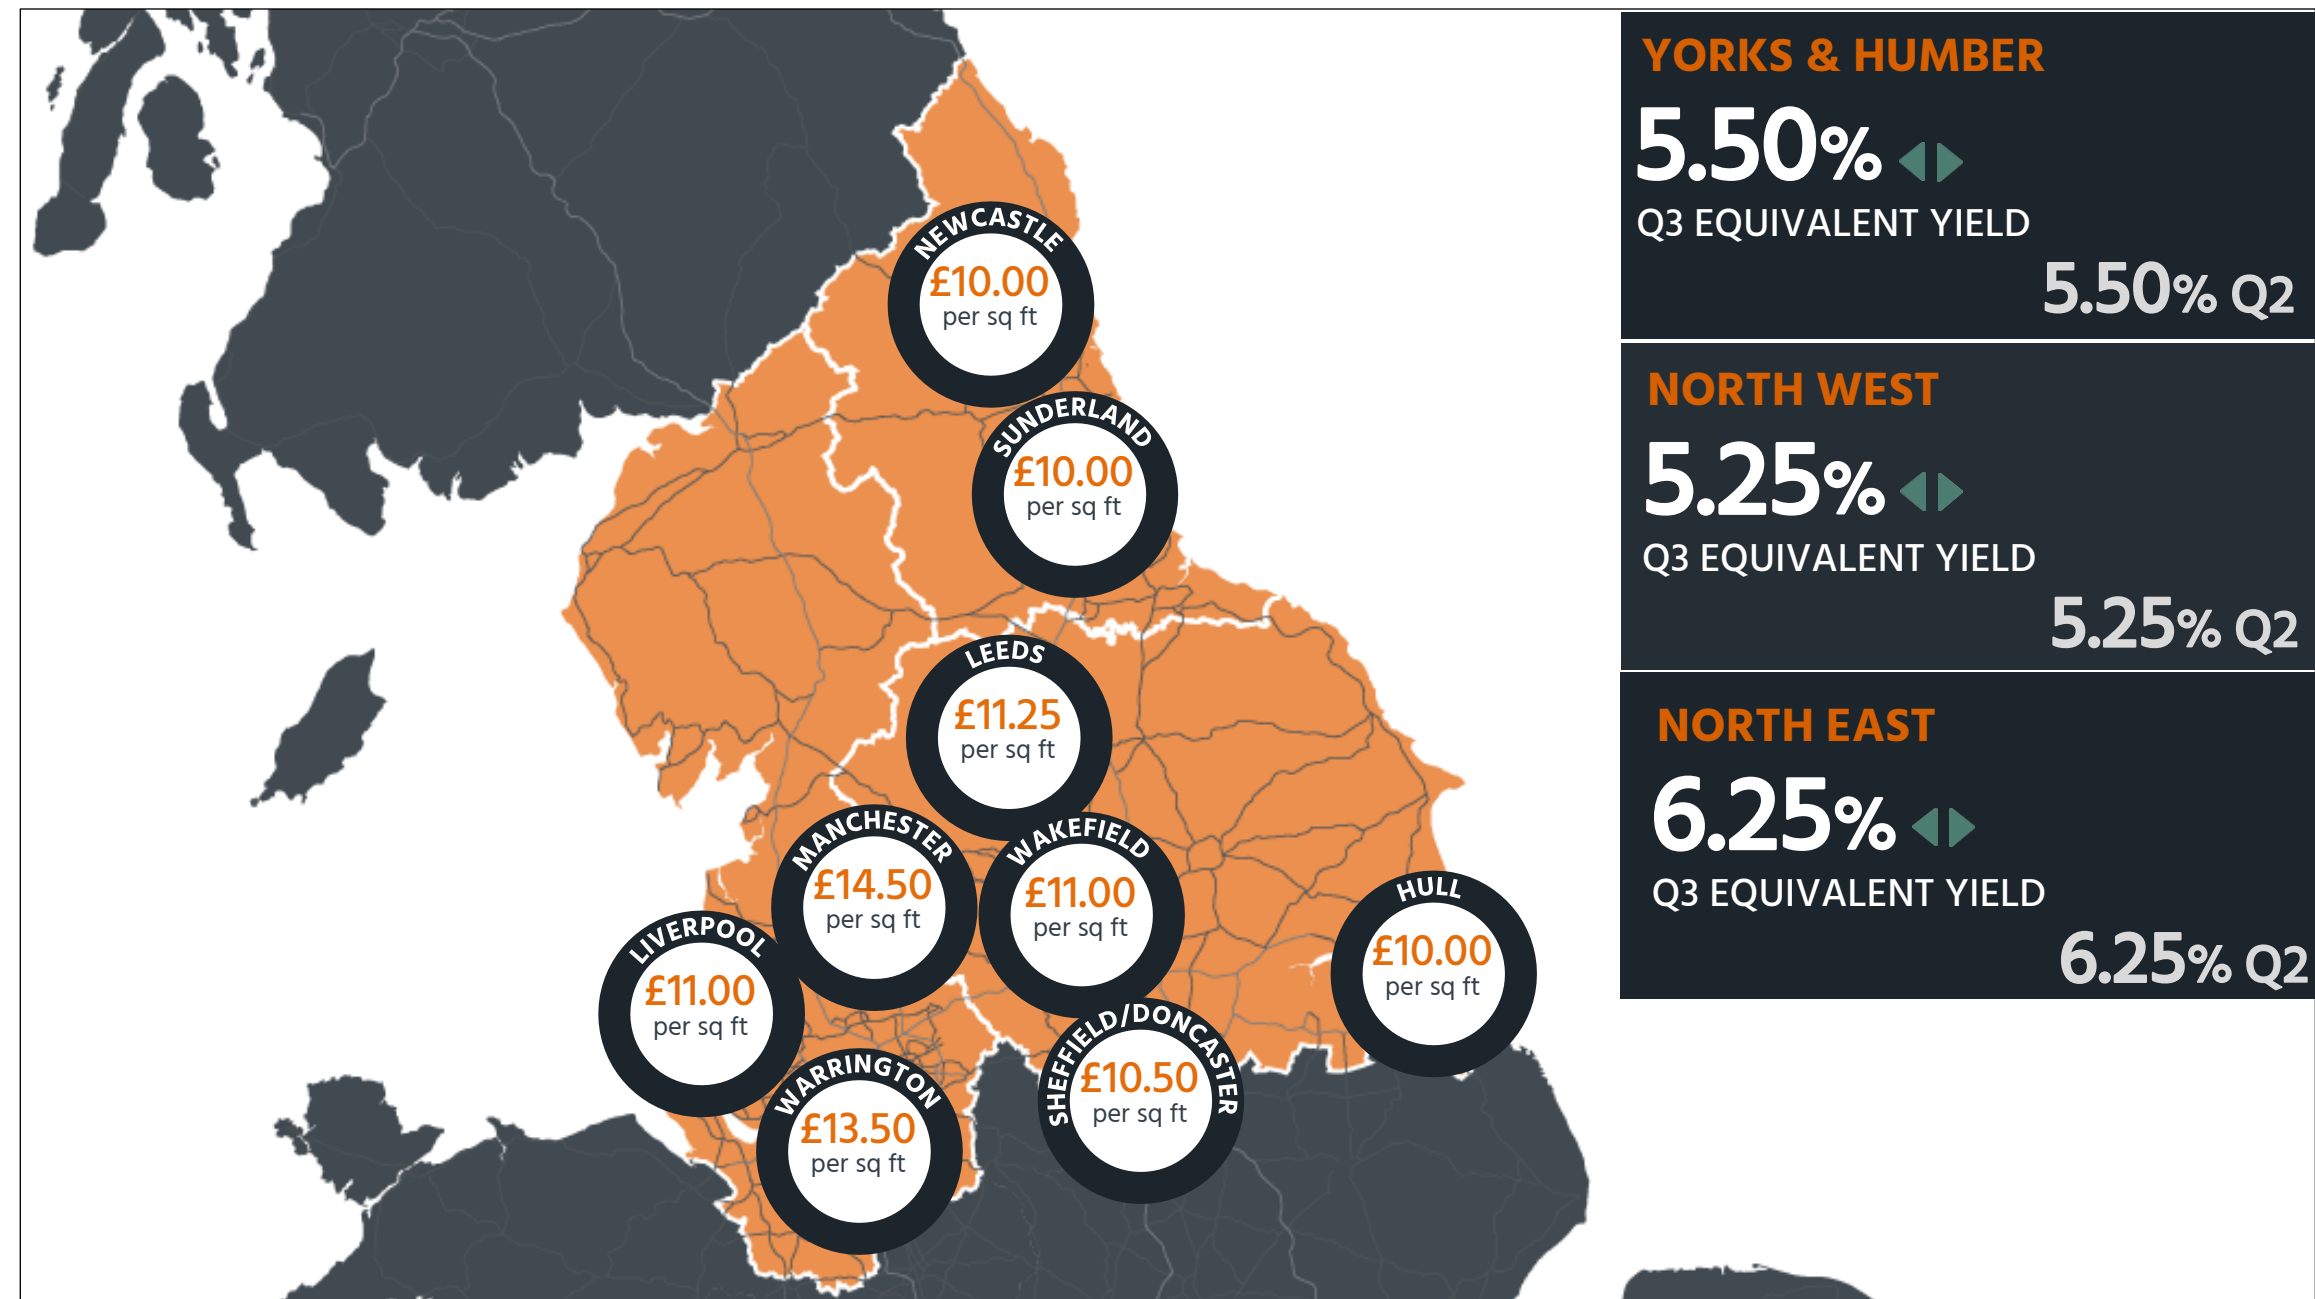 YORKS & HUMBER
5.50%
Q3 EQUIVALENT YIELD
5.50% Q2
NORTH WEST
5.25%
Q3 EQUIVALENT YIELD
5.25% Q2
NORTH EAST
6.25%
Q3 EQUIVALENT YIELD
6.25% Q2
NEWCASTLE
£10.00
per sq ft
SUNDERLAND
£10.00
per sq ft
LEEDS
£11.25
per sq ft
MANCHESTER
£14.50
per sq ft
WAKEFIELD
£11.00
per sq ft
HULL
£10.00
per sq ft
LIVERPOOL
£11.00
per sq ft
SHEFFIELD/DONCASTER
£10.50
per sq ft
WARRINGTON
£13.50
per sq ft